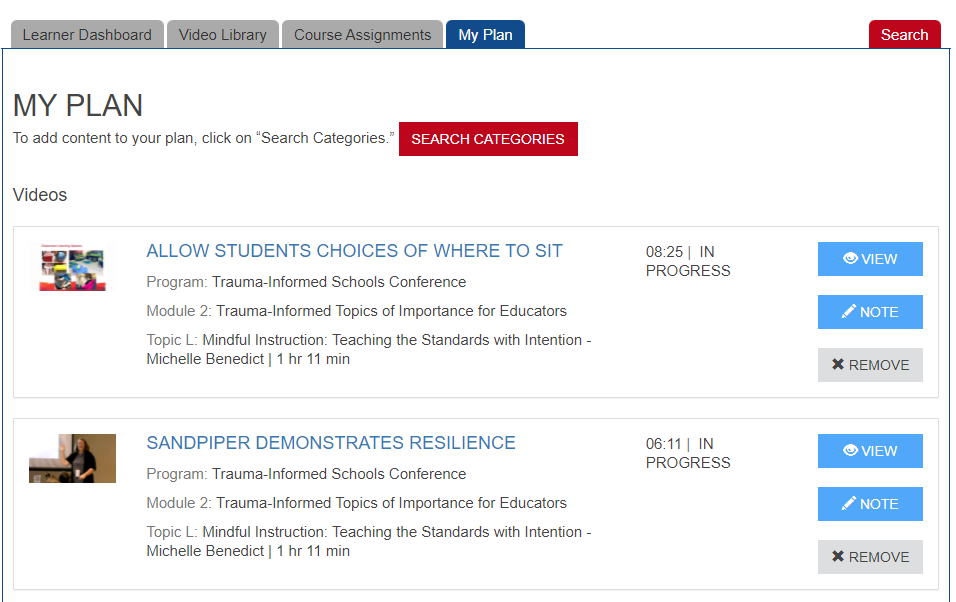 Learner Dashboard
Video Library
Course Assignments
My Plan
Search
MY PLAN
To add content to your plan, click on “Search Categories.”
SEARCH CATEGORIES
Videos
ALLOW STUDENTS CHOICES OF WHERE TO SIT
Program: Trauma-Informed Schools Conference
Module 2: Trauma-Informed Topics of Importance for Educators
Topic L: Mindful Instruction: Teaching the Standards with Intention -
Michelle Benedict | 1 hr 11 min
08:25 | IN
PROGRESS
VIEW
NOTE
REMOVE
SANDPIPER DEMONSTRATES RESILIENCE
Program: Trauma-Informed Schools Conference
Module 2: Trauma-Informed Topics of Importance for Educators
Topic L: Mindful Instruction: Teaching the Standards with Intention -
Michelle Benedict | 1 hr 11 min
06:11 | IN
PROGRESS
VIEW
NOTE
REMOVE